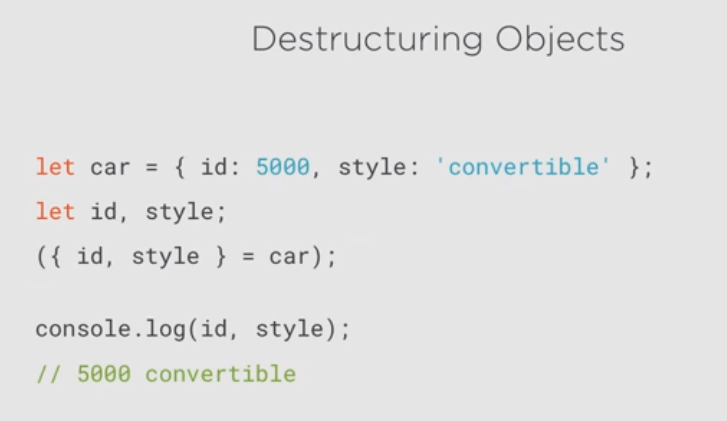 Destructuring Objects
let car = { id: 5000, style: 'convertible' };
let id, style;
({ id, style } = car);
console.log(id, style);
// 5000 convertible